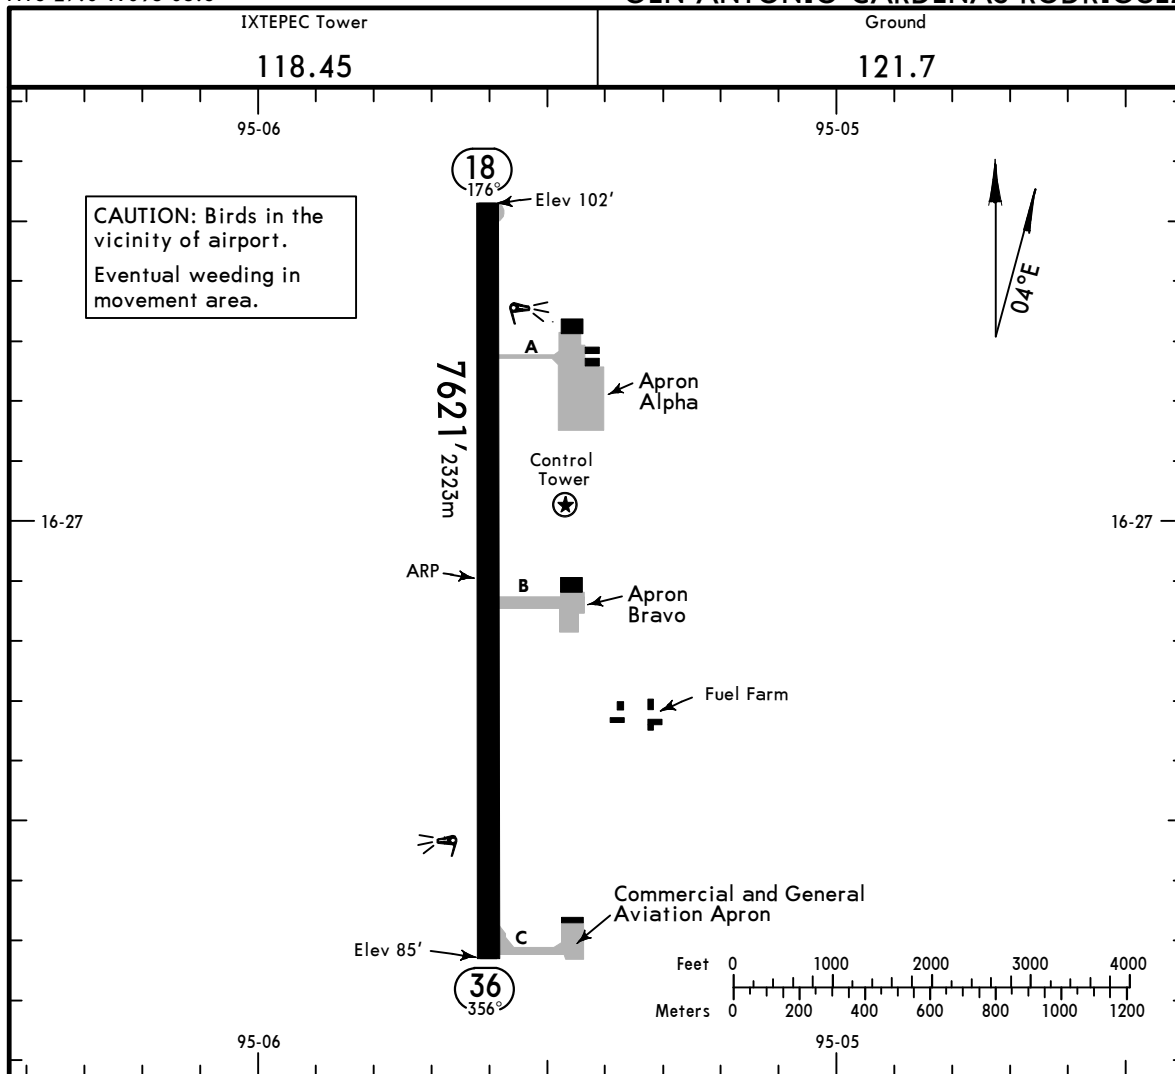 IXTEPEC Tower
118.45
Ground
121.7
95-06
95-05
18
176°
Elev 102'
CAUTION: Birds in the
vicinity of airport.
Eventual weeding in
movement area.
04°E
A
7621'
2323m
Apron
Alpha
Control
Tower
16-27
16-27
ARP
B
Apron
Bravo
Fuel Farm
Commercial and General
Aviation Apron
C
Elev 85'
36
356°
Feet 0 1000 2000 3000 4000
Meters 0 200 400 600 800 1000 1200
95-06
95-05